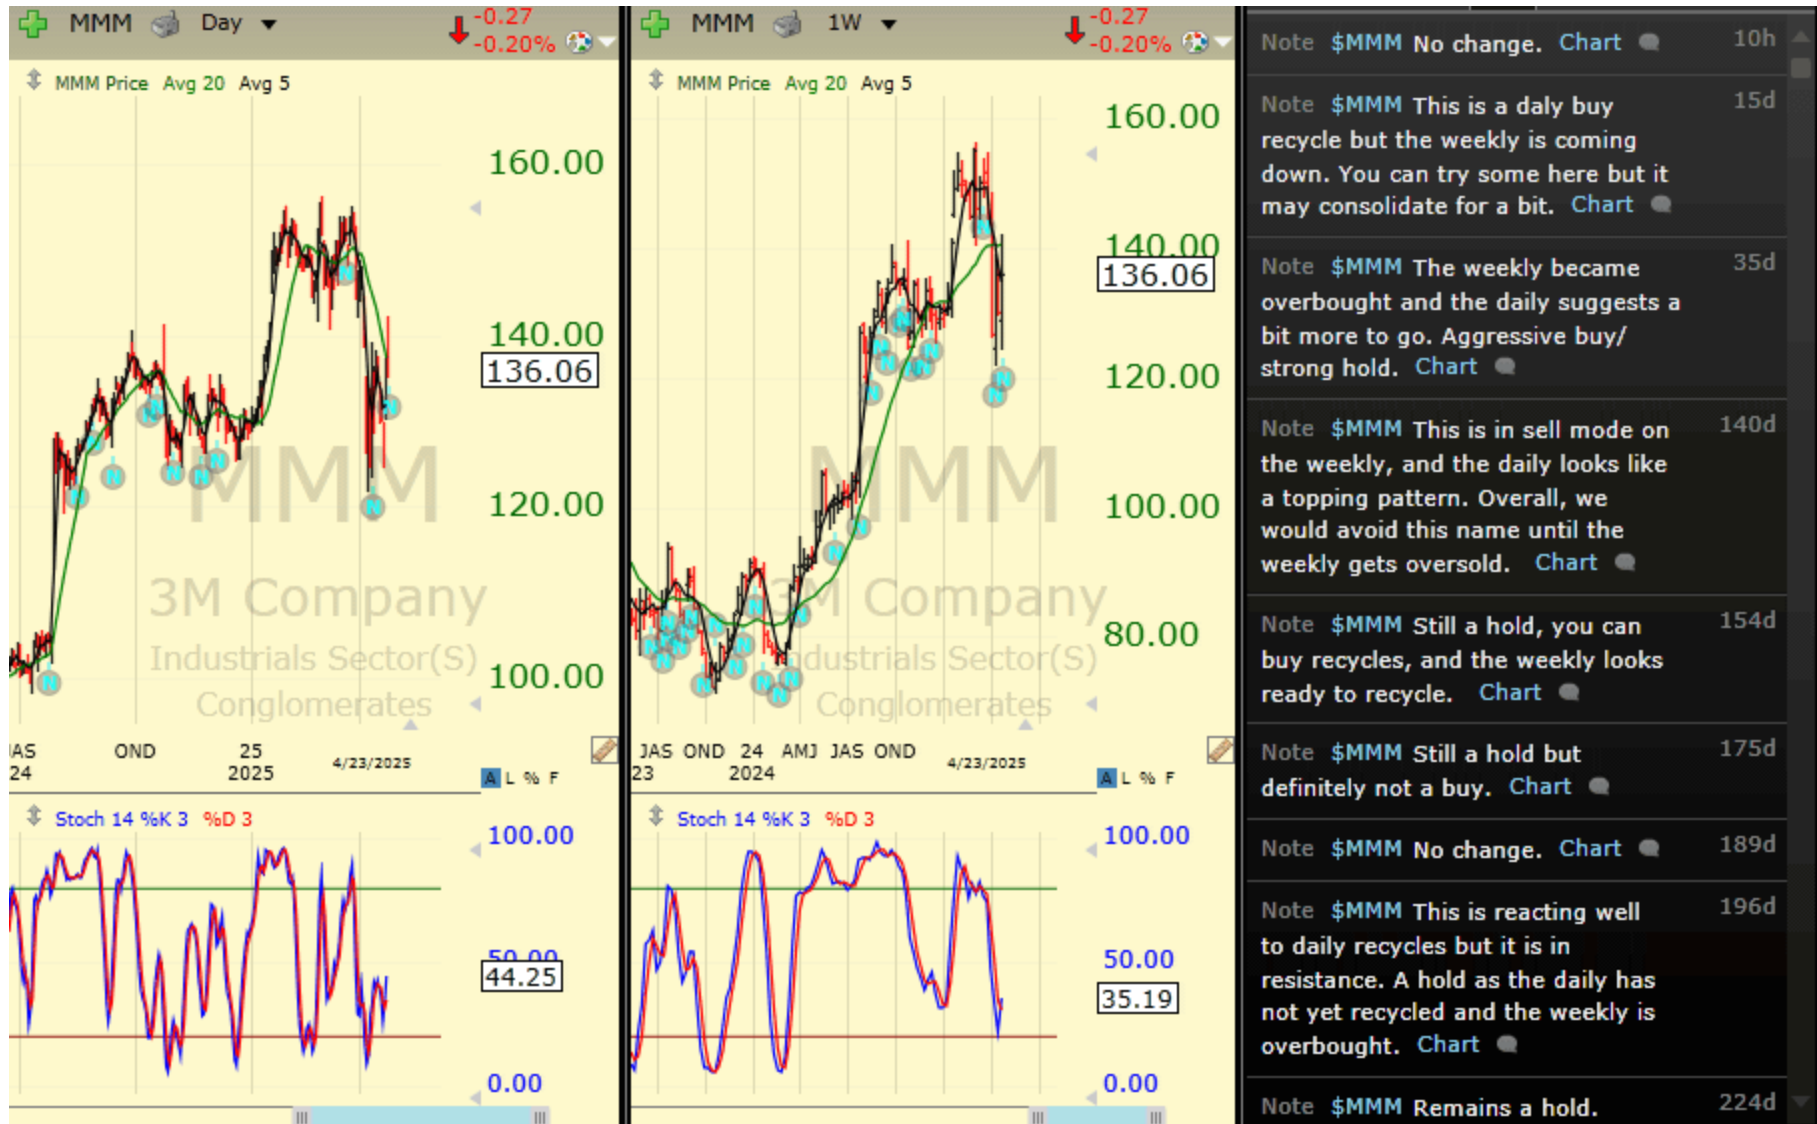 MMM Day
-0.27
-0.20%
MMM Price Avg 20 Avg 5
160.00
140.00
136.06
120.00
100.00
MMM
3M Company
Industrials Sector(S)
Conglomerates
JAS OND 25
24 2025 4/23/2025
A L % F
Stoch 14 %K 3 %D 3
100.00
50.00
44.25
0.00
MMM 1W
-0.27
-0.20%
MMM Price Avg 20 Avg 5
160.00
140.00
136.06
120.00
100.00
80.00
MMM
3M Company
Industrials Sector(S)
Conglomerates
JAS OND 24 AMJ JAS OND
23 2024 4/23/2025
A L % F
Stoch 14 %K 3 %D 3
100.00
50.00
35.19
0.00
Note $MMM No change. Chart 10h
Note $MMM This is a daly buy 15d
recycle but the weekly is coming
down. You can try some here but it
may consolidate for a bit. Chart
Note $MMM The weekly became 35d
overbought and the daily suggests a
bit more to go. Aggressive buy/
strong hold. Chart
Note $MMM This is in sell mode on 140d
the weekly, and the daily looks like
a topping pattern. Overall, we
would avoid this name until the
weekly gets oversold. Chart
Note $MMM Still a hold, you can 154d
buy recycles, and the weekly looks
ready to recycle. Chart
Note $MMM Still a hold but 175d
definitely not a buy. Chart
Note $MMM No change. Chart 189d
Note $MMM This is reacting well 196d
to daily recycles but it is in
resistance. A hold as the daily has
not yet recycled and the weekly is
overbought. Chart
Note $MMM Remains a hold. 224d